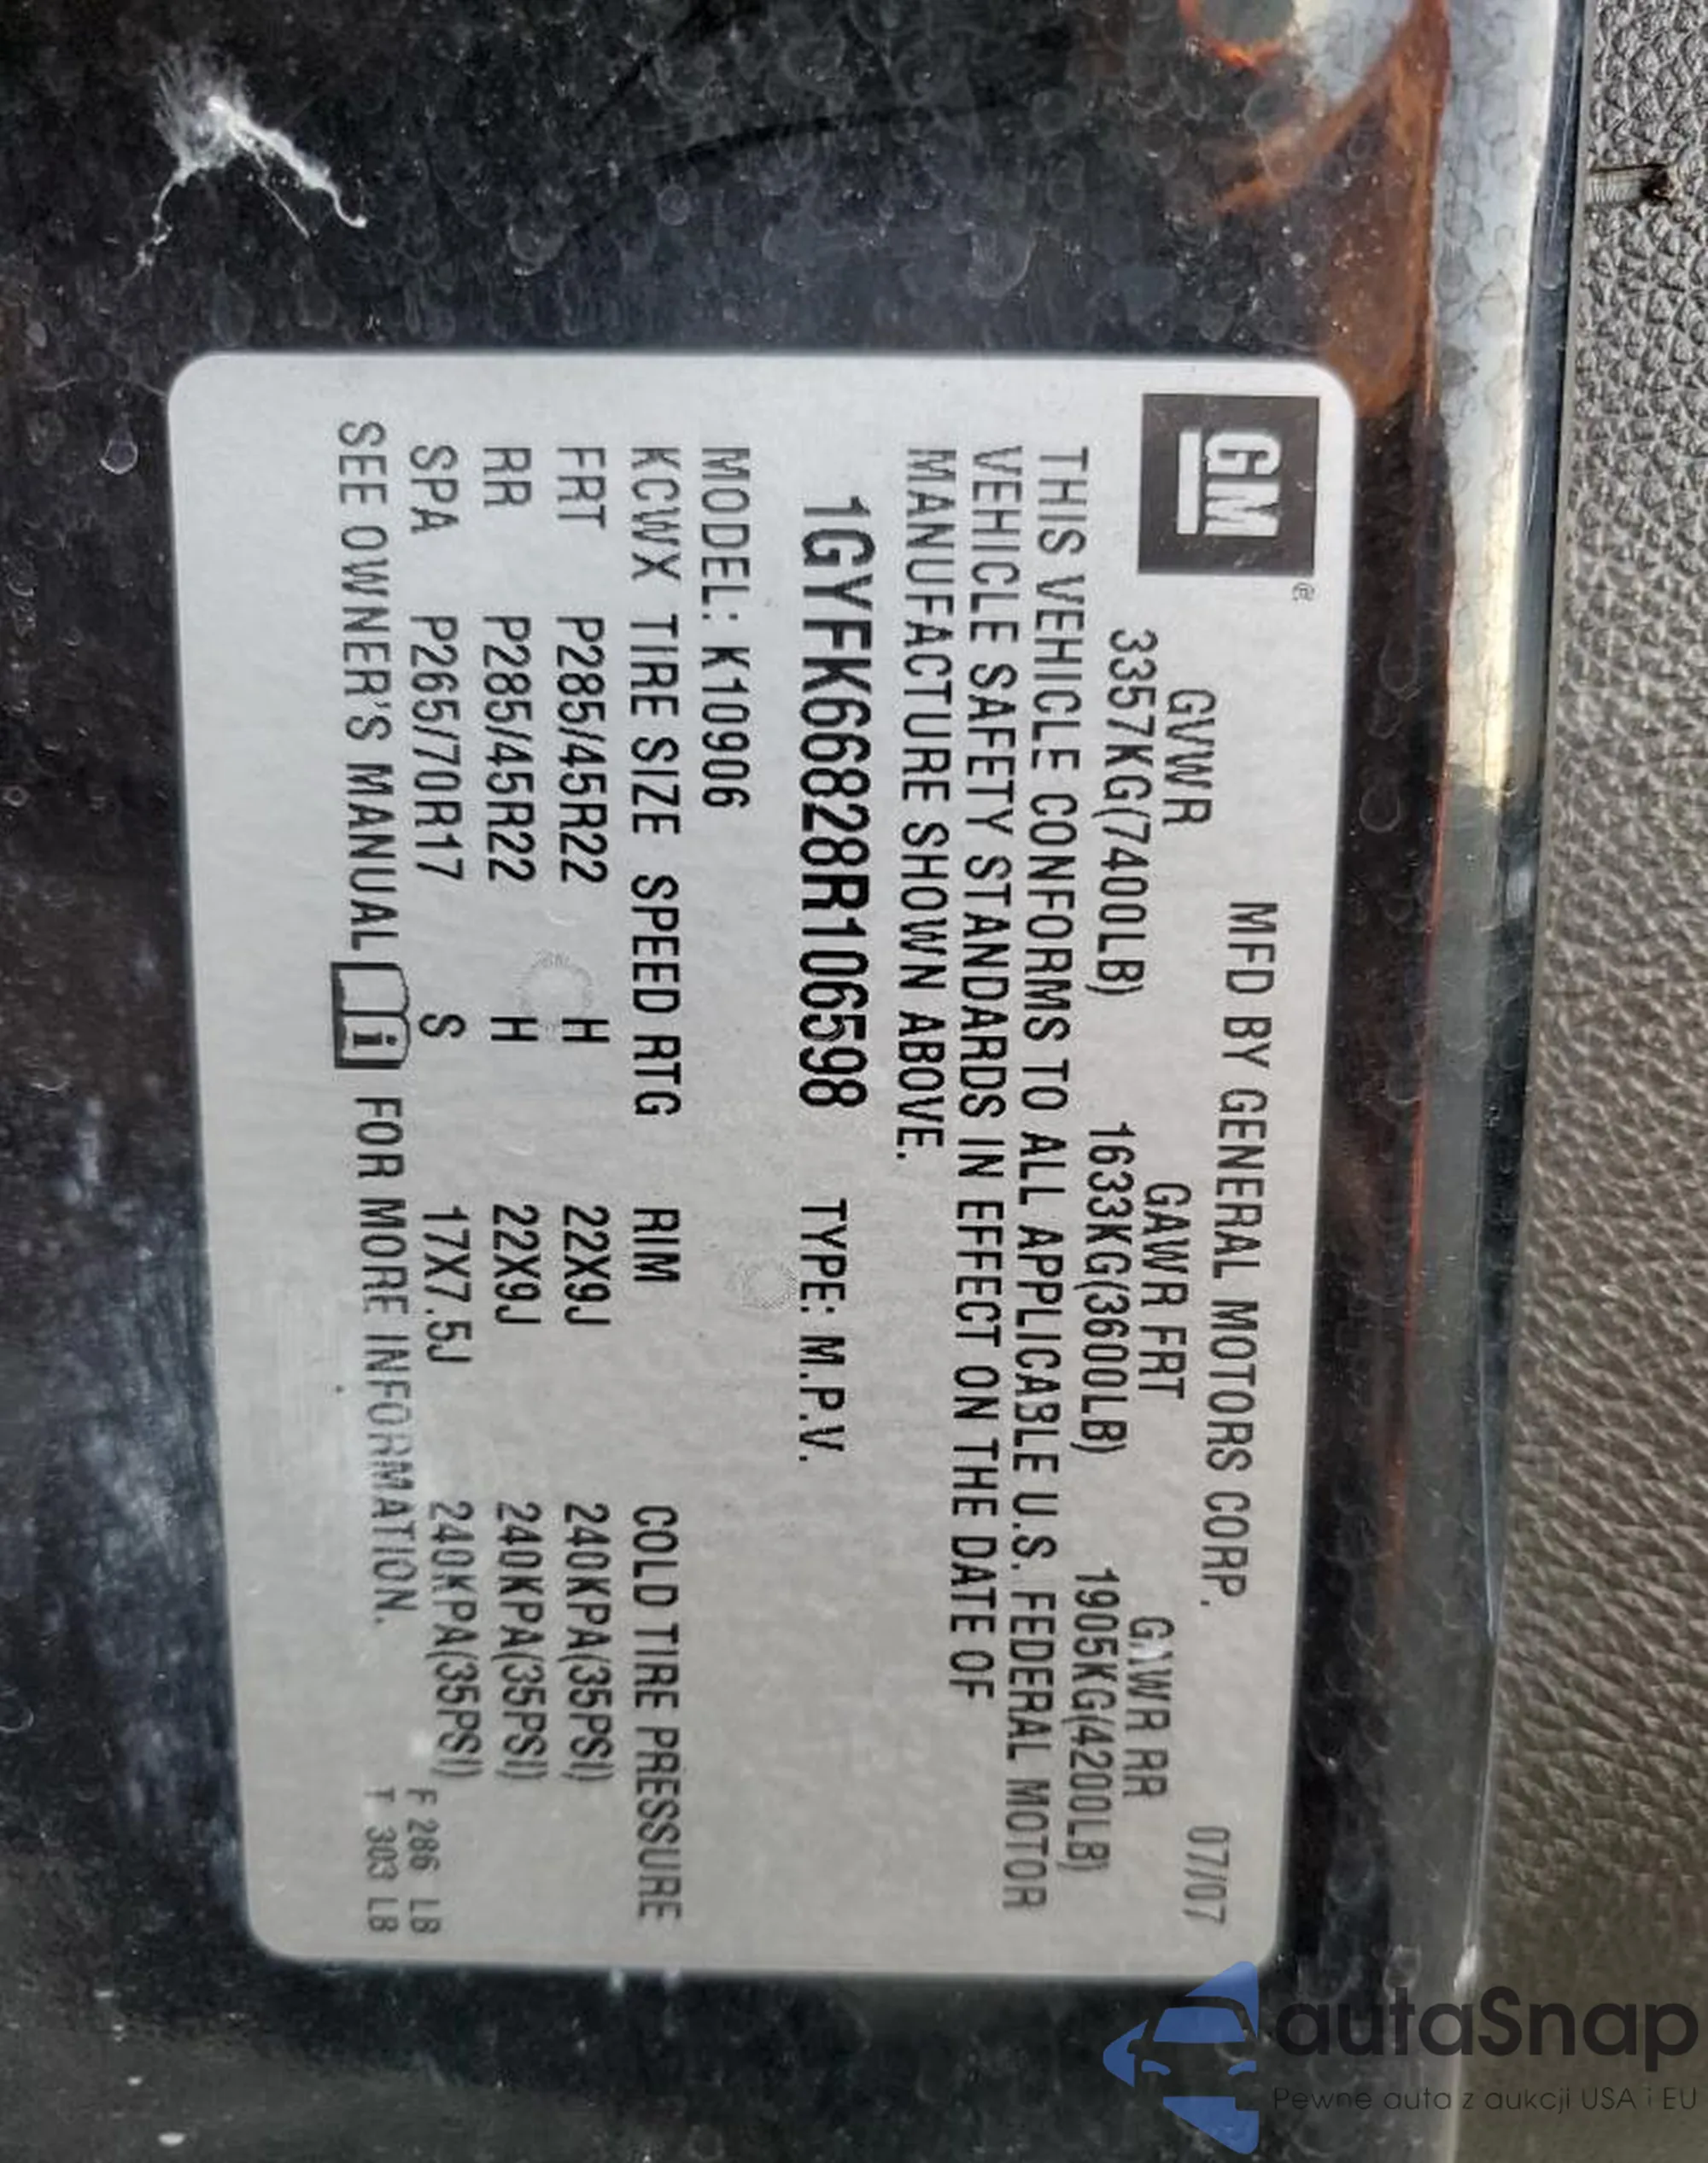 GM®
MFD BY GENERAL MOTORS CORP. 07/07
GVWR GAWR FRT GAWR RR
3357KG(7400LB) 1633KG(3600LB) 1905KG(4200LB)
THIS VEHICLE CONFORMS TO ALL APPLICABLE U.S. FEDERAL MOTOR
VEHICLE SAFETY STANDARDS IN EFFECT ON THE DATE OF
MANUFACTURE SHOWN ABOVE.
1GYFK66828R106598 TYPE: M.P.V.
MODEL: K10906
KCWX TIRE SIZE SPEED RTG RIM COLD TIRE PRESSURE
FRT P285/45R22 H 22X9J 240KPA(35PSI)
RR P285/45R22 H 22X9J 240KPA(35PSI)
SPA P265/70R17 S 17X7.5J 240KPA(35PSI)
SEE OWNER'S MANUAL i FOR MORE INFORMATION.
F 286 LB
T 303 LB
autaSnap
Pewne auta z aukcji USA i EU